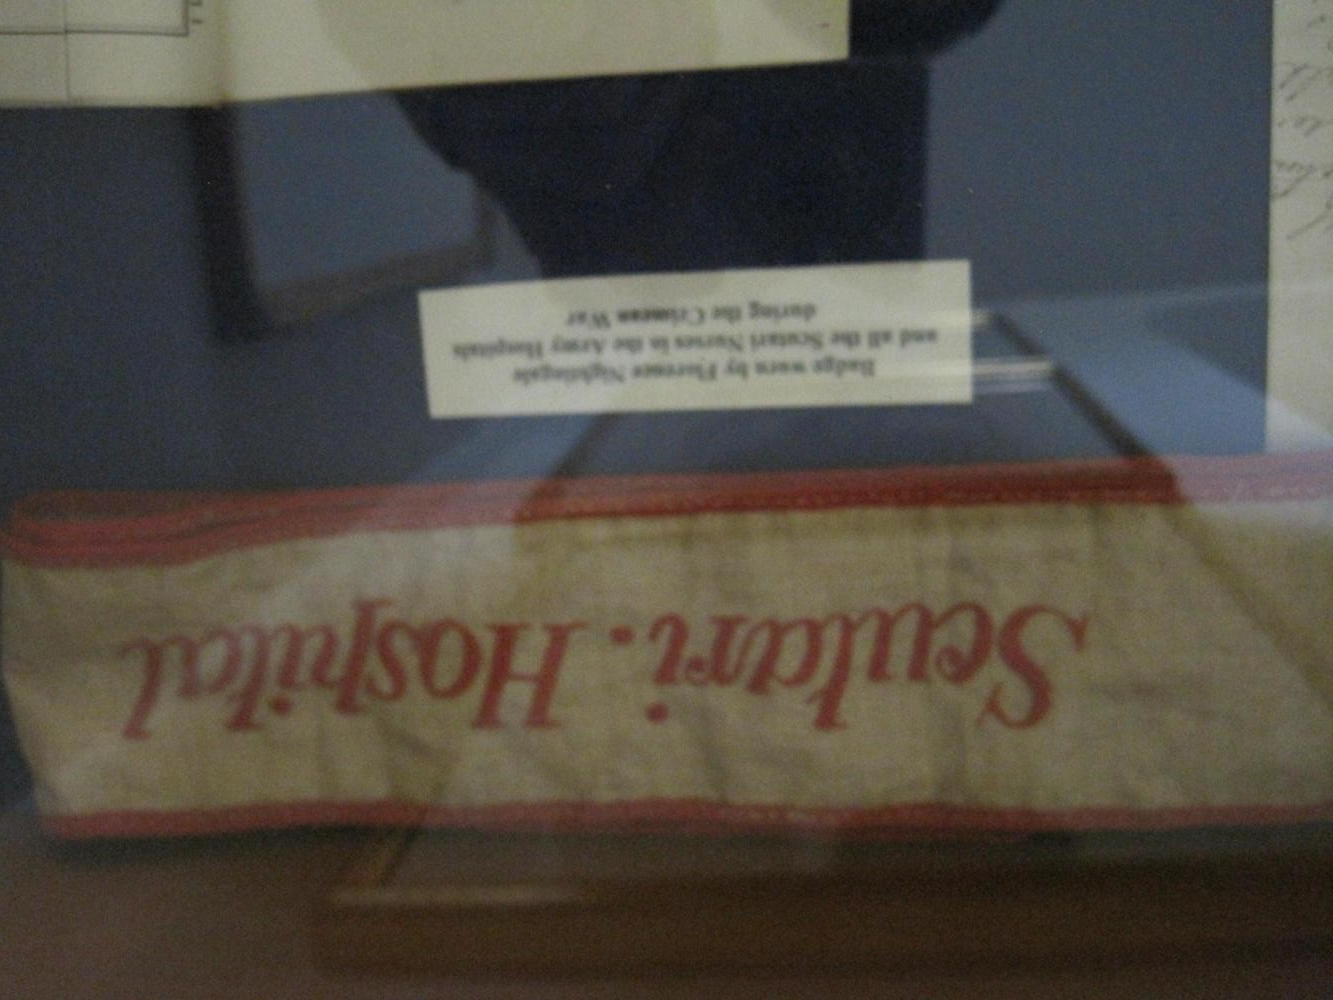 Scutari. Hospital
Badge worn by Florence Nightingale
and all the Scutari Nurses in the Army Hospitals
during the Crimean War